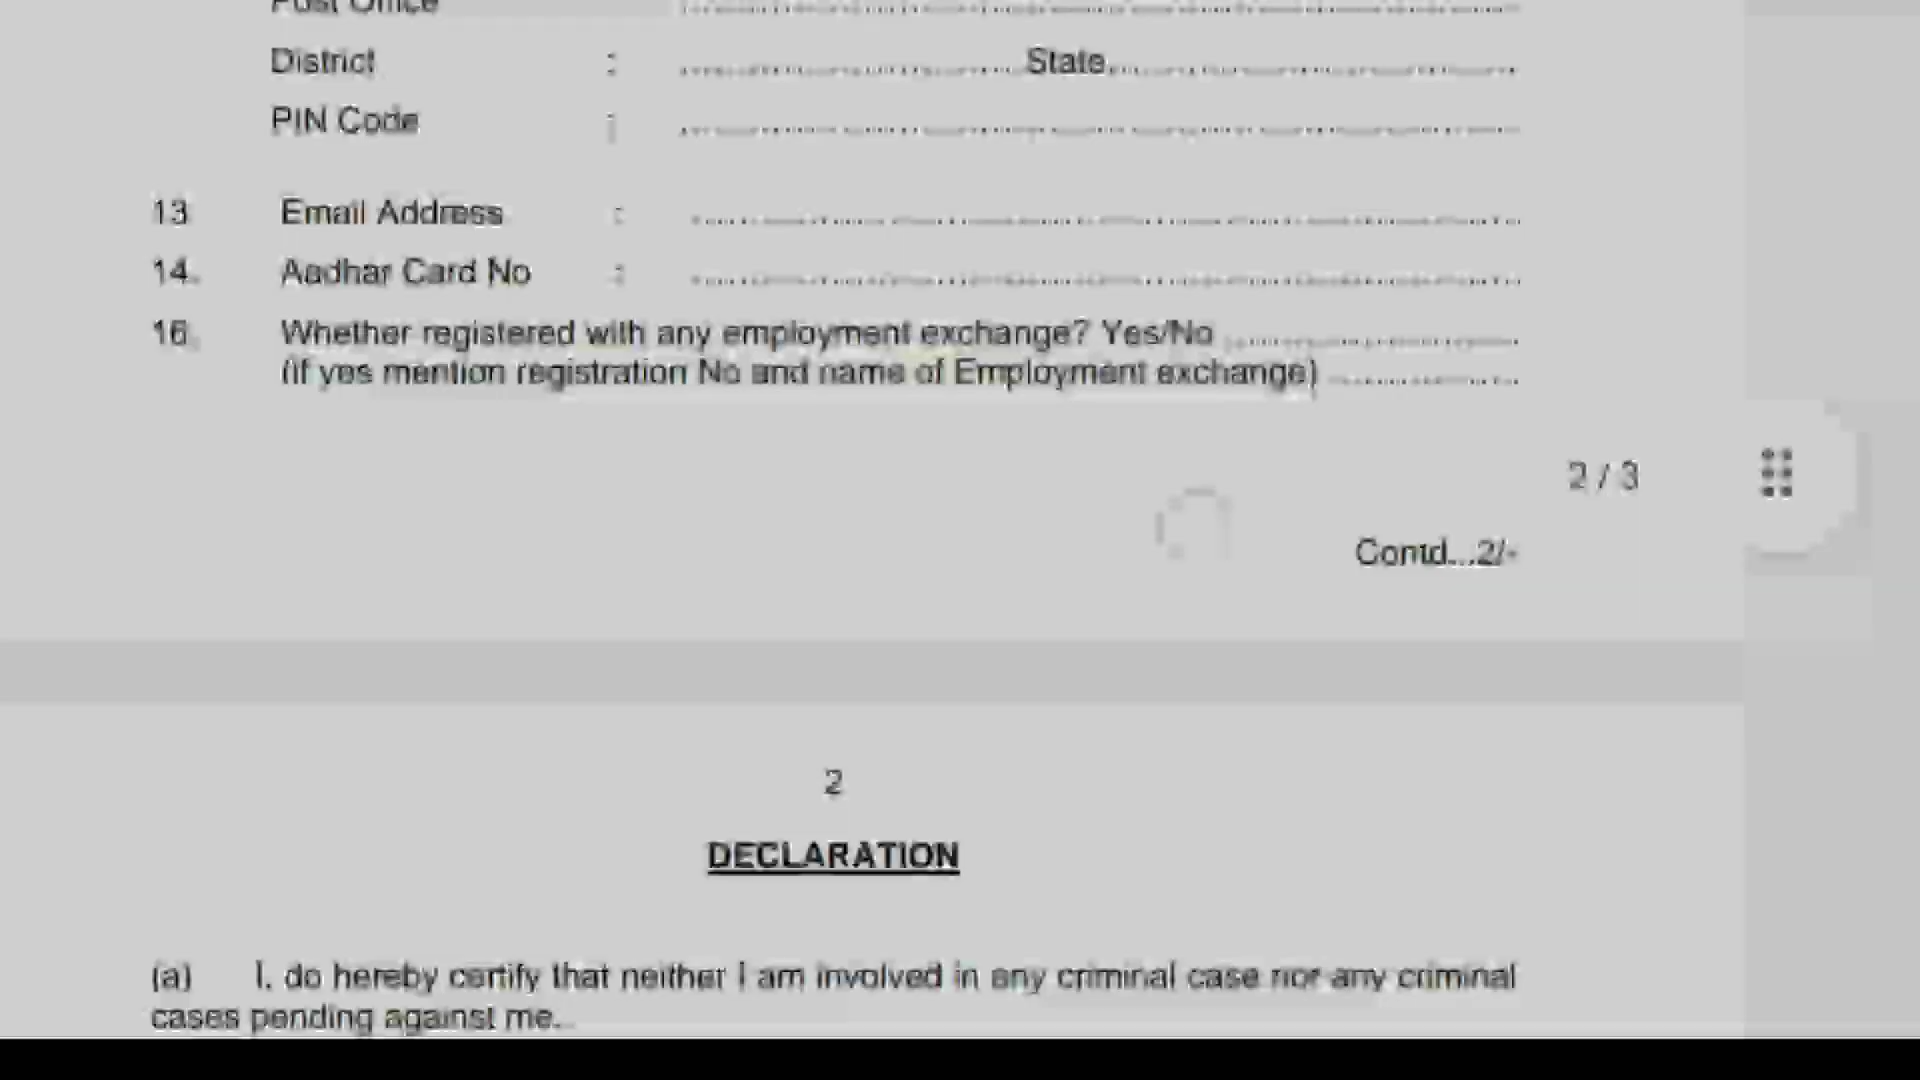 Post Office : ........................................
District : ....................State....................
PIN Code : ........................................
13 Email Address : ........................................
14. Aadhar Card No : ........................................
16. Whether registered with any employment exchange? Yes/No ....................
(if yes mention registration No and name of Employment exchange) ............
2 / 3
Contd...2/-
2
DECLARATION
(a) I, do hereby certify that neither I am involved in any criminal case nor any criminal
cases pending against me.